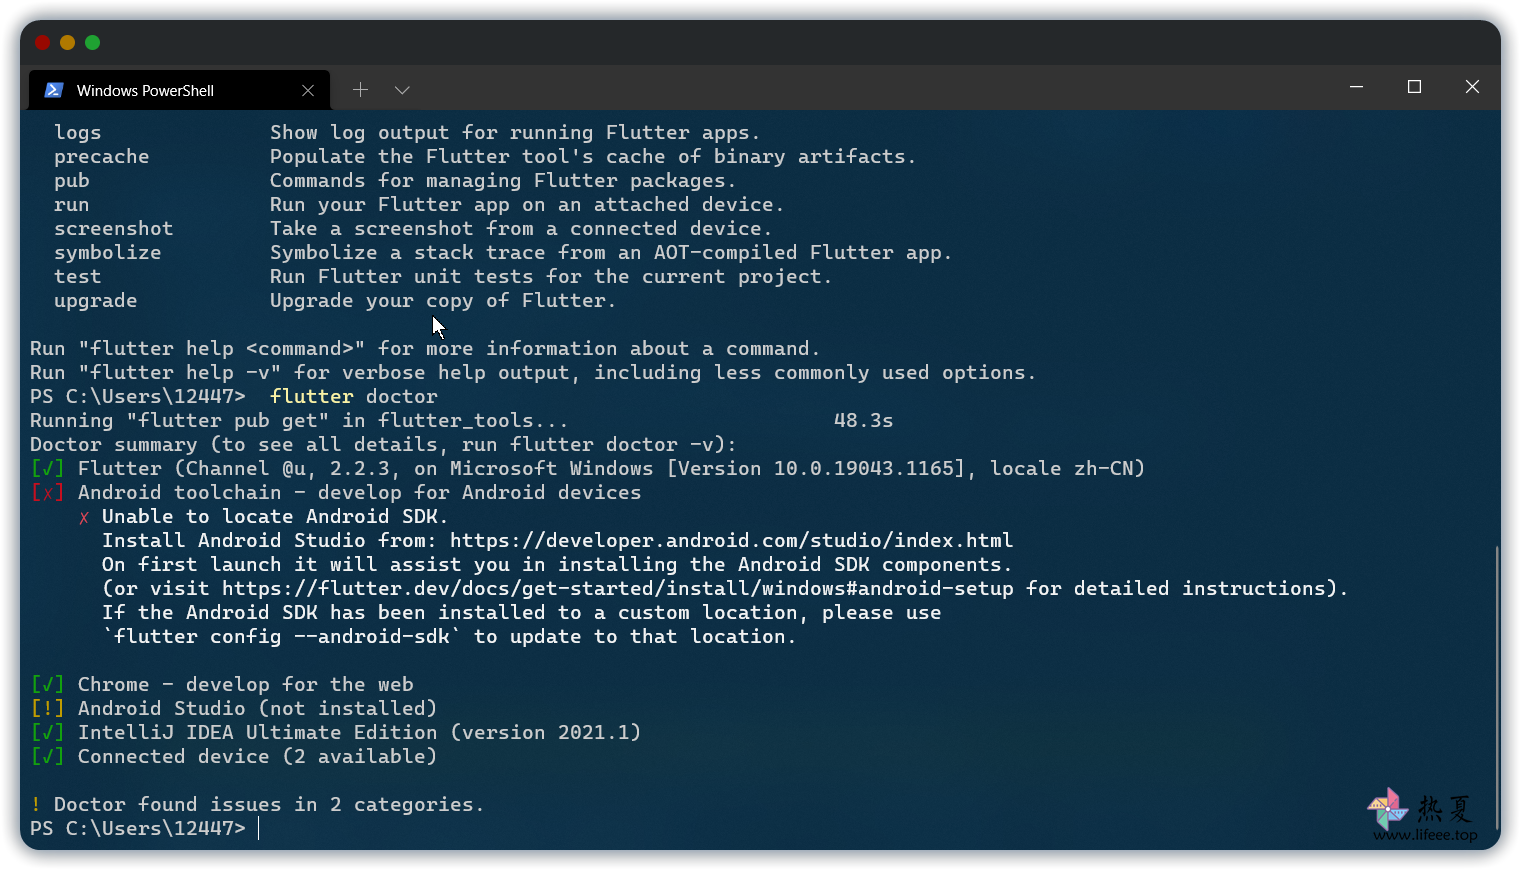 Windows PowerShell
logs Show log output for running Flutter apps.
precache Populate the Flutter tool's cache of binary artifacts.
pub Commands for managing Flutter packages.
run Run your Flutter app on an attached device.
screenshot Take a screenshot from a connected device.
symbolize Symbolize a stack trace from an AOT-compiled Flutter app.
test Run Flutter unit tests for the current project.
upgrade Upgrade your copy of Flutter.
Run "flutter help <command>" for more information about a command.
Run "flutter help -v" for verbose help output, including less commonly used options.
PS C:\Users\12447> flutter doctor
Running "flutter pub get" in flutter_tools... 48.3s
Doctor summary (to see all details, run flutter doctor -v):
[√] Flutter (Channel @u, 2.2.3, on Microsoft Windows [Version 10.0.19043.1165], locale zh-CN)
[✗] Android toolchain - develop for Android devices
✗ Unable to locate Android SDK.
Install Android Studio from: https://developer.android.com/studio/index.html
On first launch it will assist you in installing the Android SDK components.
(or visit https://flutter.dev/docs/get-started/install/windows#android-setup for detailed instructions).
If the Android SDK has been installed to a custom location, please use
`flutter config --android-sdk` to update to that location.
[√] Chrome - develop for the web
[!] Android Studio (not installed)
[√] IntelliJ IDEA Ultimate Edition (version 2021.1)
[√] Connected device (2 available)
! Doctor found issues in 2 categories.
PS C:\Users\12447>
热夏
www.lifeee.top